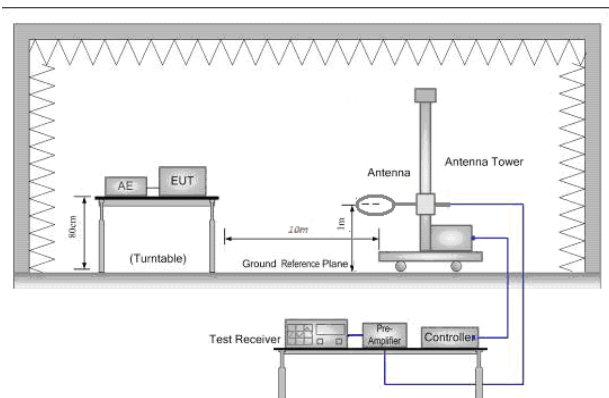 Antenna Tower
Antenna
AE
EUT
80cm
(Turntable)
10m
1m
Ground Reference Plane
Test Receiver
Pre-
Amplifier
Controller